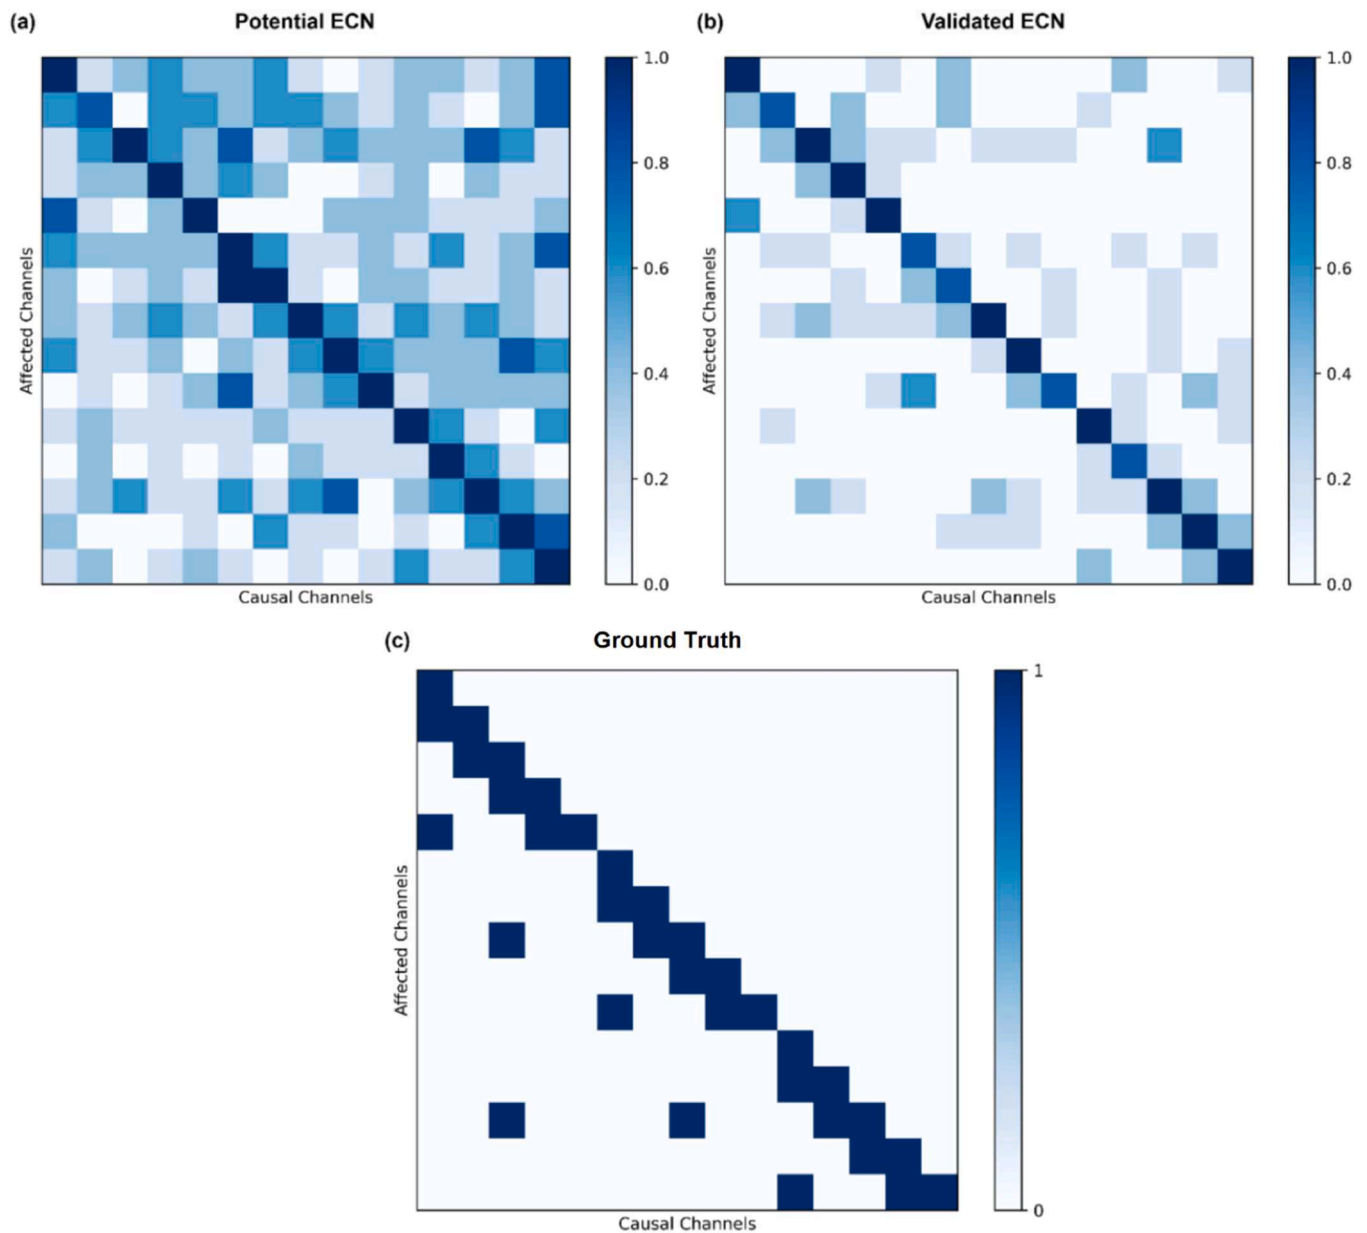 (a)
Potential ECN
1.0
0.8
0.6
0.4
0.2
0.0
Affected Channels
Causal Channels
(b)
Validated ECN
1.0
0.8
0.6
0.4
0.2
0.0
Affected Channels
Causal Channels
(c)
Ground Truth
1
0
Affected Channels
Causal Channels